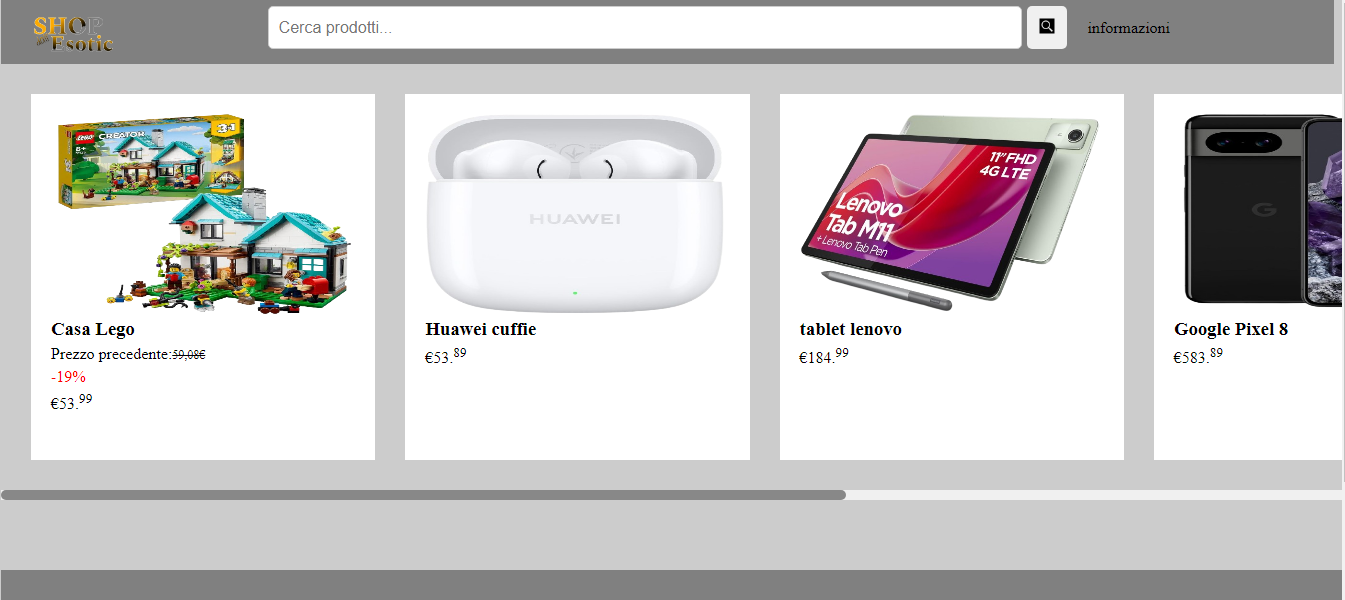 SHOP
Esotic
Cerca prodotti...
informazioni
LEGO CREATOR 3in1
8+
HUAWEI
11" FHD
4G LTE
Lenovo
Tab M11
+ Lenovo Tab Pen
G
Casa Lego
Prezzo precedente:59,08€
-19%
€53.99
Huawei cuffie
€53.89
tablet lenovo
€184.99
Google Pixel 8
€583.89